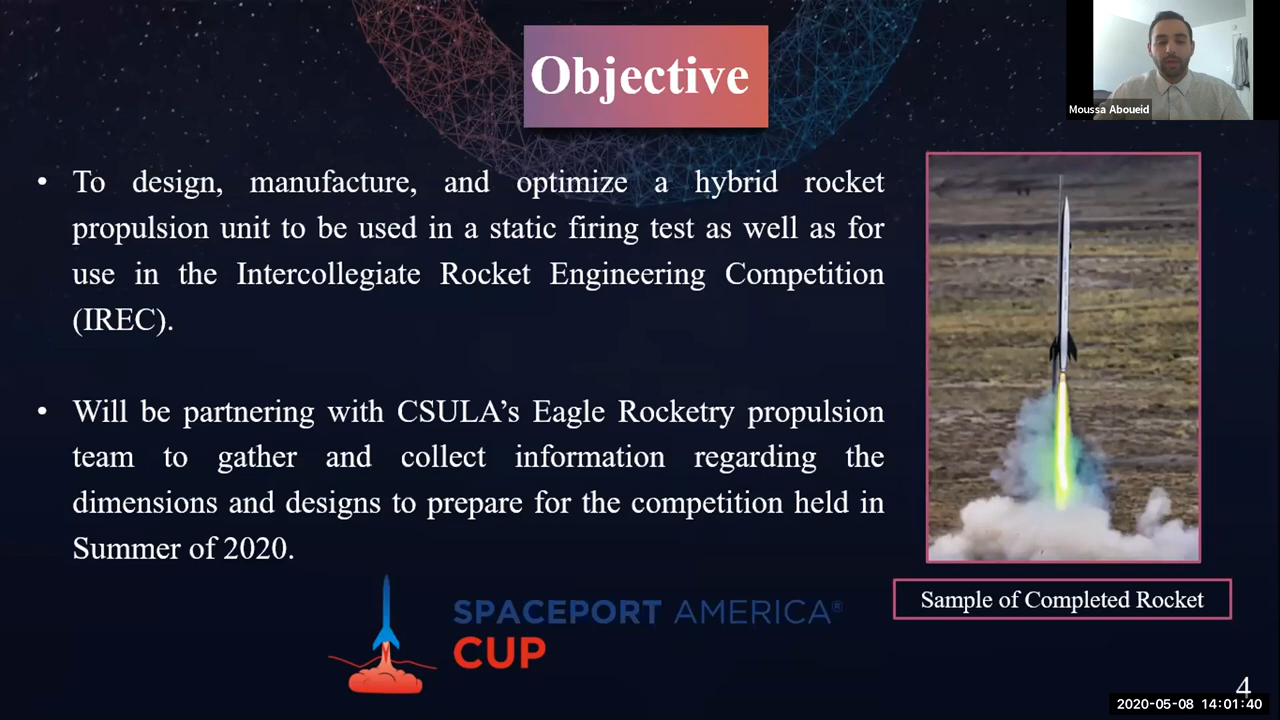 Objective
Moussa Aboueid
• To design, manufacture, and optimize a hybrid rocket
propulsion unit to be used in a static firing test as well as for
use in the Intercollegiate Rocket Engineering Competition
(IREC).
• Will be partnering with CSULA's Eagle Rocketry propulsion
team to gather and collect information regarding the
dimensions and designs to prepare for the competition held in
Summer of 2020.
Sample of Completed Rocket
SPACEPORT AMERICA®
CUP
4
2020-05-08 14:01:40